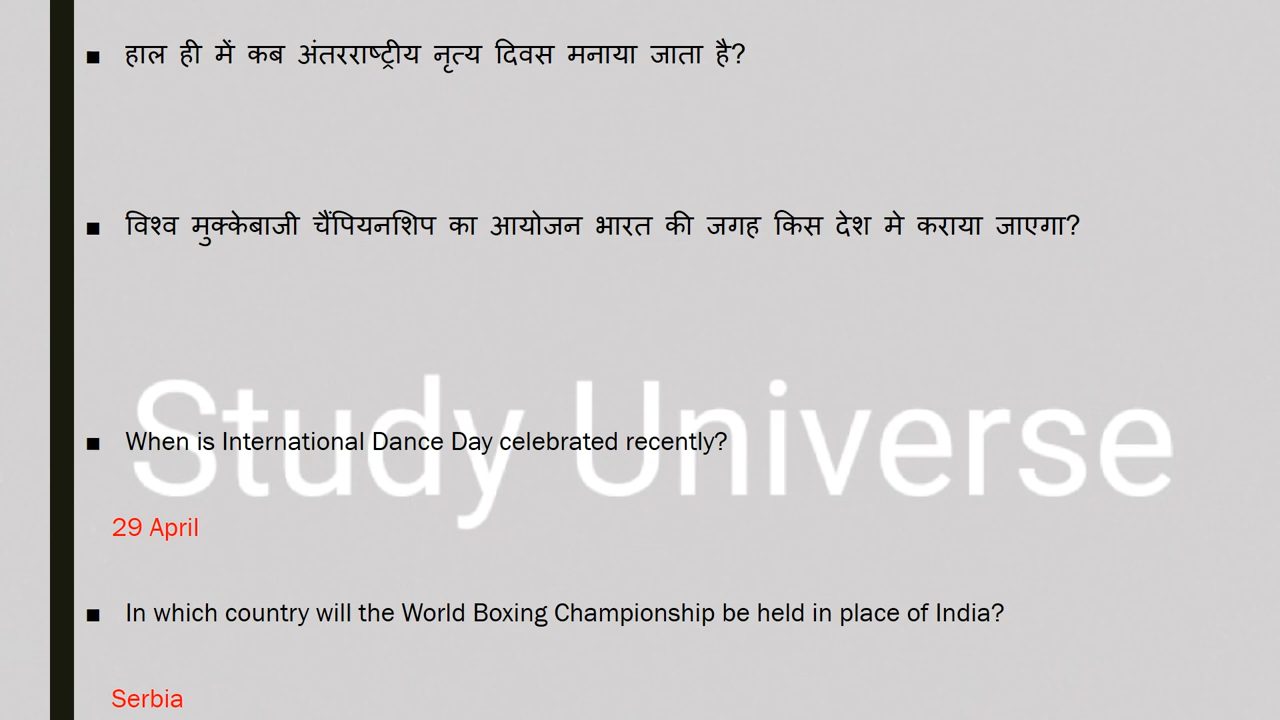 ▪ हाल ही में कब अंतरराष्ट्रीय नृत्य दिवस मनाया जाता है?
▪ विश्व मुक्केबाजी चैंपियनशिप का आयोजन भारत की जगह किस देश मे कराया जाएगा?
Study Universe
▪ When is International Dance Day celebrated recently?
29 April
▪ In which country will the World Boxing Championship be held in place of India?
Serbia